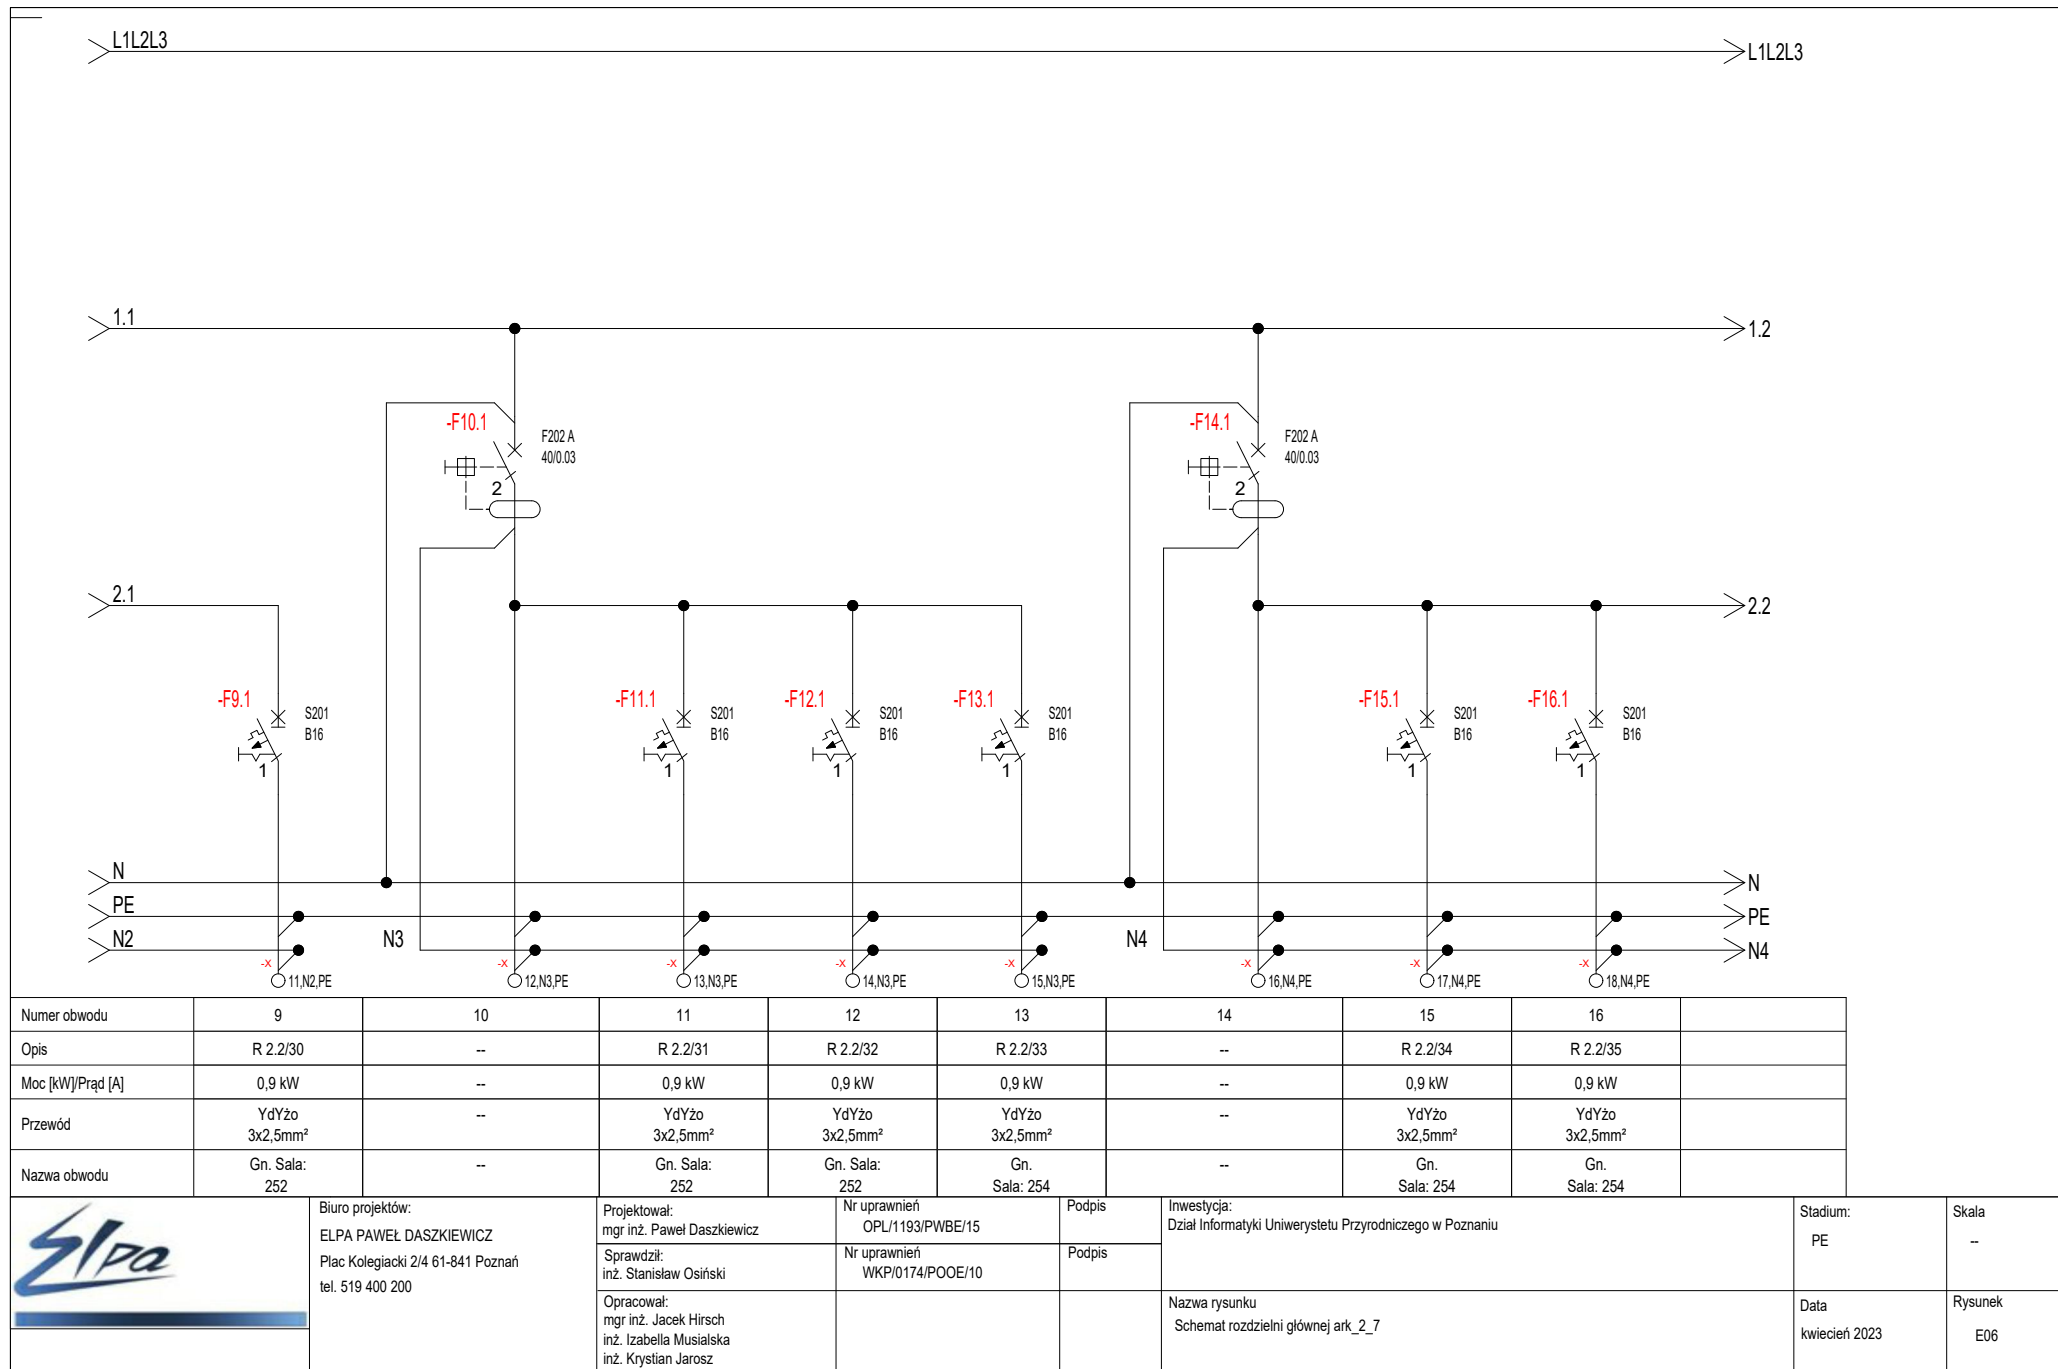 L1L2L3
L1L2L3
1.1
1.2
-F10.1
F202 A
40/0.03
2
-F14.1
F202 A
40/0.03
2
2.1
2.2
-F9.1
S201
B16
1
-F11.1
S201
B16
1
-F12.1
S201
B16
1
-F13.1
S201
B16
1
-F15.1
S201
B16
1
-F16.1
S201
B16
1
N
N
PE
PE
N2
N3
N4
N4
-X
11,N2,PE
-X
12,N3,PE
-X
13,N3,PE
-X
14,N3,PE
-X
15,N3,PE
-X
16,N4,PE
-X
17,N4,PE
-X
18,N4,PE
Numer obwodu 9 10 11 12 13 14 15 16
Opis R 2.2/30 -- R 2.2/31 R 2.2/32 R 2.2/33 -- R 2.2/34 R 2.2/35
Moc [kW]/Prąd [A] 0,9 kW -- 0,9 kW 0,9 kW 0,9 kW -- 0,9 kW 0,9 kW
Przewód YdYżo 3x2,5mm² -- YdYżo 3x2,5mm² YdYżo 3x2,5mm² YdYżo 3x2,5mm² -- YdYżo 3x2,5mm² YdYżo 3x2,5mm²
Nazwa obwodu Gn. Sala: 252 -- Gn. Sala: 252 Gn. Sala: 252 Gn. Sala: 254 -- Gn. Sala: 254 Gn. Sala: 254
Elpa
Biuro projektów:
ELPA PAWEŁ DASZKIEWICZ
Plac Kolegiacki 2/4 61-841 Poznań
tel. 519 400 200
Projektował:
mgr inż. Paweł Daszkiewicz
Nr uprawnień
OPL/1193/PWBE/15
Podpis
Sprawdził:
inż. Stanisław Osiński
Nr uprawnień
WKP/0174/POOE/10
Podpis
Opracował:
mgr inż. Jacek Hirsch
inż. Izabella Musialska
inż. Krystian Jarosz
Inwestycja:
Dział Informatyki Uniwerystetu Przyrodniczego w Poznaniu
Nazwa rysunku
Schemat rozdzielni głównej ark_2_7
Stadium:
PE
Skala
--
Data
kwiecień 2023
Rysunek
E06